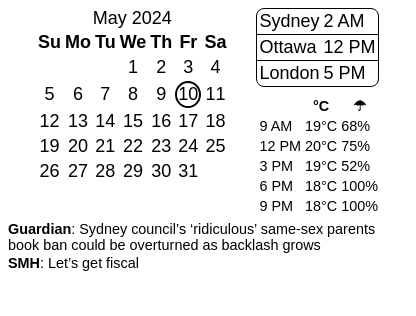 May 2024
Su Mo Tu We Th Fr Sa
1 2 3 4
5 6 7 8 9 10 11
12 13 14 15 16 17 18
19 20 21 22 23 24 25
26 27 28 29 30 31
Sydney 2 AM
Ottawa 12 PM
London 5 PM
°C ☂
9 AM 19°C 68%
12 PM 20°C 75%
3 PM 19°C 52%
6 PM 18°C 100%
9 PM 18°C 100%
Guardian: Sydney council’s ‘ridiculous’ same-sex parents
book ban could be overturned as backlash grows
SMH: Let’s get fiscal